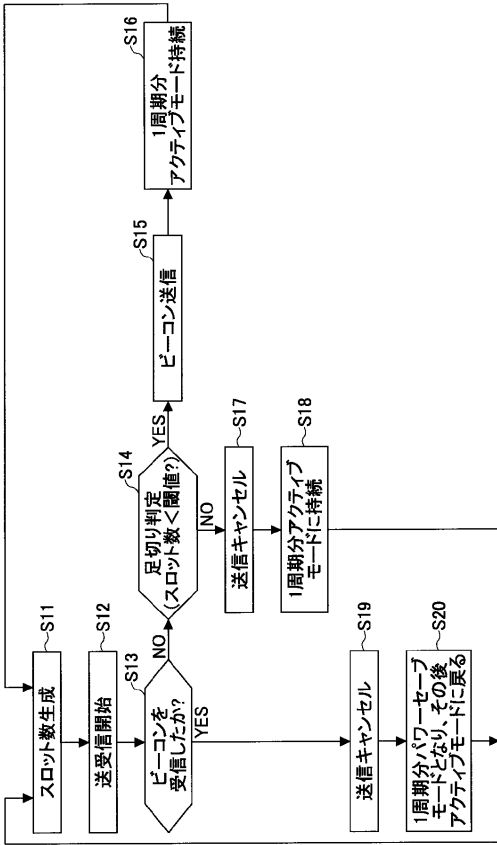 S11
スロット数生成
S12
送受信開始
S13
ビーコンを
受信したか?
NO
YES
S14
足切り判定
(スロット数<閾値?)
YES
NO
S15
ビーコン送信
S16
1周期分
アクティブモード持続
S17
送信キャンセル
S18
1周期分アクティブ
モードに持続
S19
送信キャンセル
S20
1周期分パワーセーブ
モードとなり、その後
アクティブモードに戻る